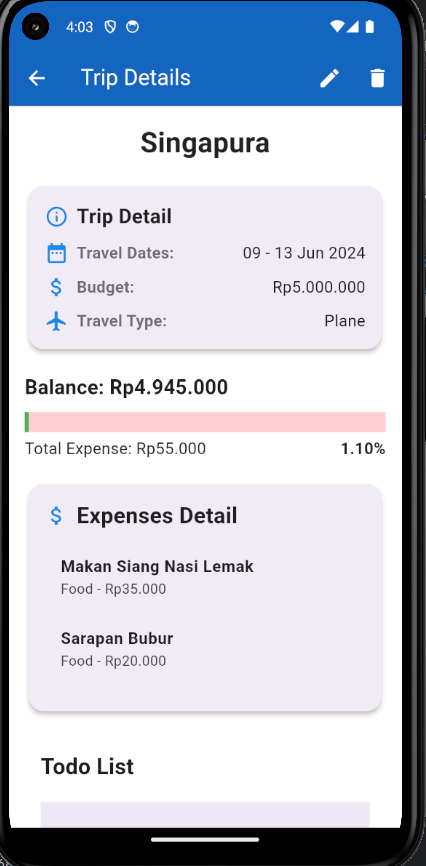 4:03
Trip Details
Singapura
Trip Detail
Travel Dates: 09 - 13 Jun 2024
Budget: Rp5.000.000
Travel Type: Plane
Balance: Rp4.945.000
Total Expense: Rp55.000 1.10%
$ Expenses Detail
Makan Siang Nasi Lemak
Food - Rp35.000
Sarapan Bubur
Food - Rp20.000
Todo List